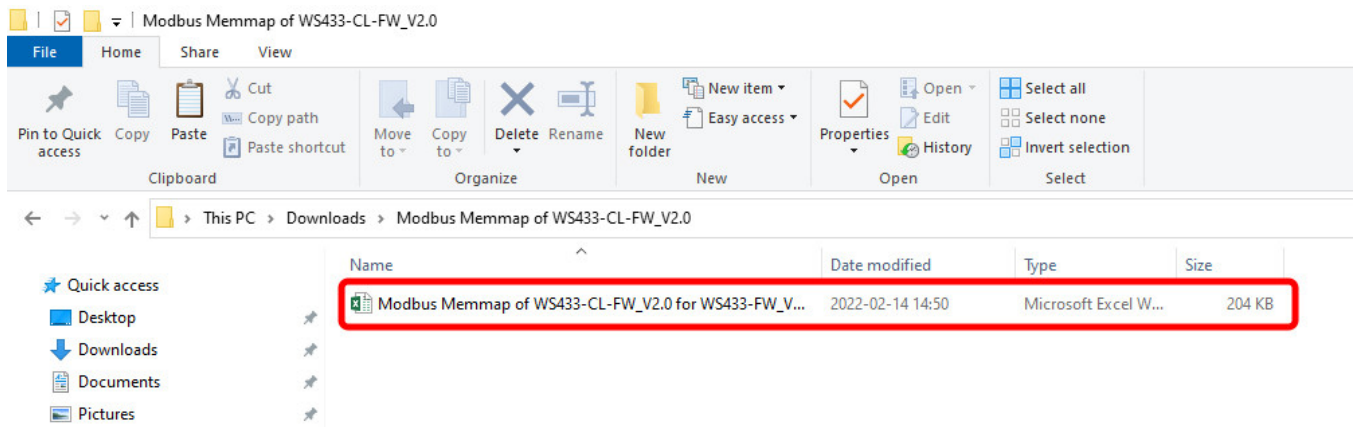 Modbus Memmap of WS433-CL-FW_V2.0
File Home Share View
Pin to Quick access
Copy
Paste
Cut
Copy path
Paste shortcut
Clipboard
Move to
Copy to
Delete
Rename
Organize
New folder
New item
Easy access
New
Properties
Open
Edit
History
Open
Select all
Select none
Invert selection
Select
This PC > Downloads > Modbus Memmap of WS433-CL-FW_V2.0
Name Date modified Type Size
Quick access
Modbus Memmap of WS433-CL-FW_V2.0 for WS433-FW_V... 2022-02-14 14:50 Microsoft Excel W... 204 KB
Desktop
Downloads
Documents
Pictures